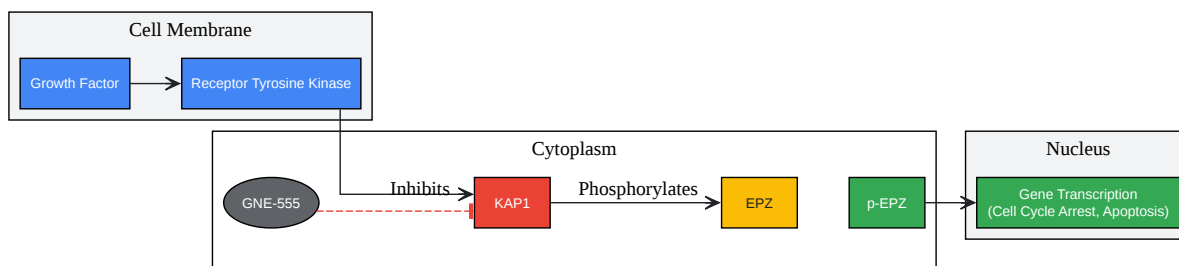 Cell Membrane
Growth Factor
Receptor Tyrosine Kinase
Cytoplasm
Nucleus
GNE-555
Inhibits
KAP1
Phosphorylates
EPZ
p-EPZ
Gene Transcription
(Cell Cycle Arrest, Apoptosis)